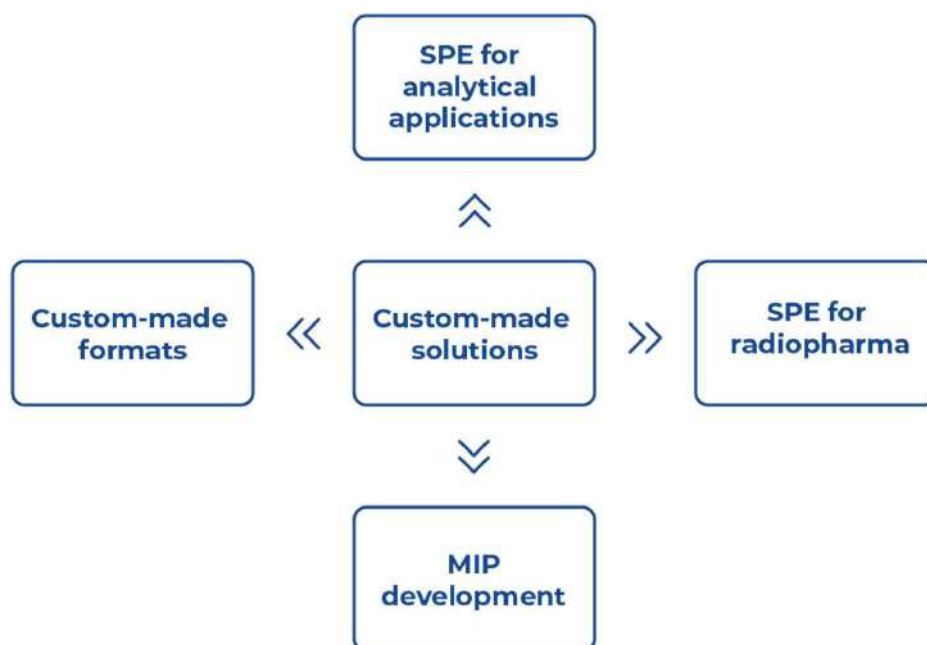 SPE for
analytical
applications
Custom-made
formats
Custom-made
solutions
SPE for
radiopharma
MIP
development